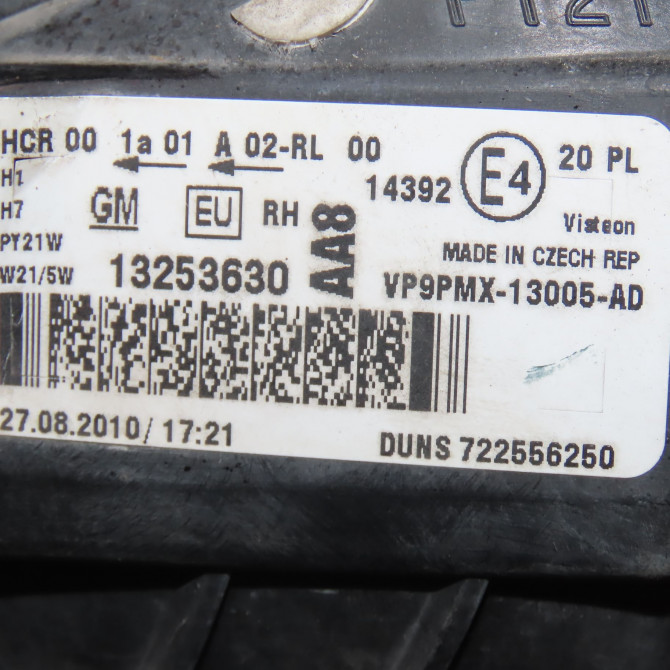 PY21
HCR 00 1a 01 A 02-RL 00
14392 E4 20 PL
H1
H7
PY21W
W21/5W
GM EU RH AA8
Visteon
MADE IN CZECH REP
13253630 VP9PMX-13005-AD
27.08.2010/ 17:21 DUNS 722556250